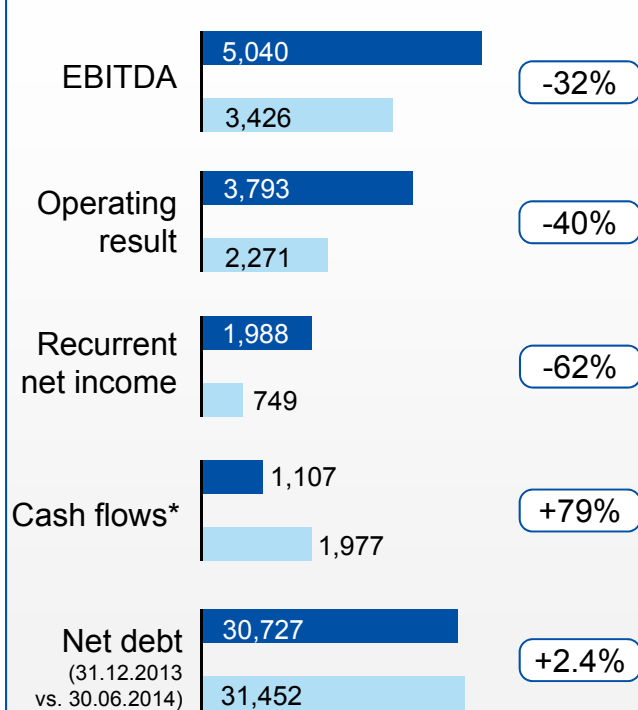 EBITDA
5,040
3,426
-32%
Operating
result
3,793
2,271
-40%
Recurrent
net income
1,988
749
-62%
Cash flows*
1,107
1,977
+79%
Net debt
(31.12.2013
vs. 30.06.2014)
30,727
31,452
+2.4%